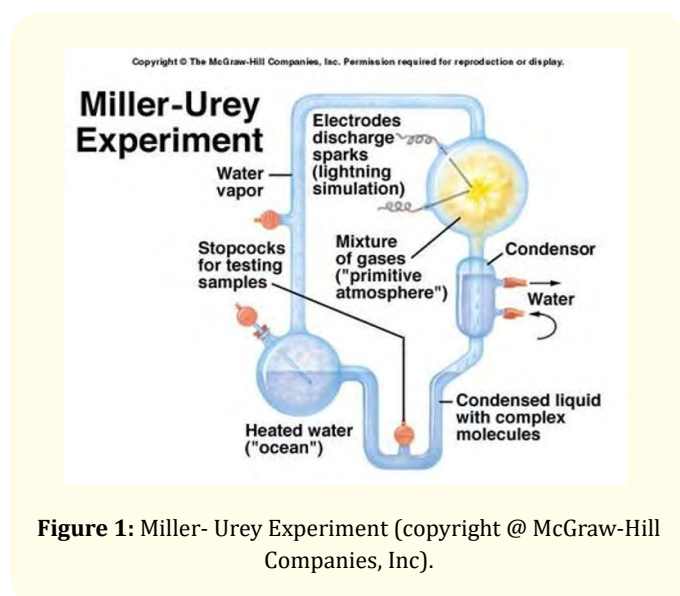 Copyright © The McGraw-Hill Companies, Inc. Permission required for reproduction or display.
Miller-Urey
Experiment
Electrodes
discharge
sparks
(lightning
simulation)
Water
vapor
Stopcocks
for testing
samples
Mixture
of gases
("primitive
atmosphere")
Condensor
Water
Condensed liquid
with complex
molecules
Heated water
("ocean")
Figure 1: Miller- Urey Experiment (copyright @ McGraw-Hill
Companies, Inc).